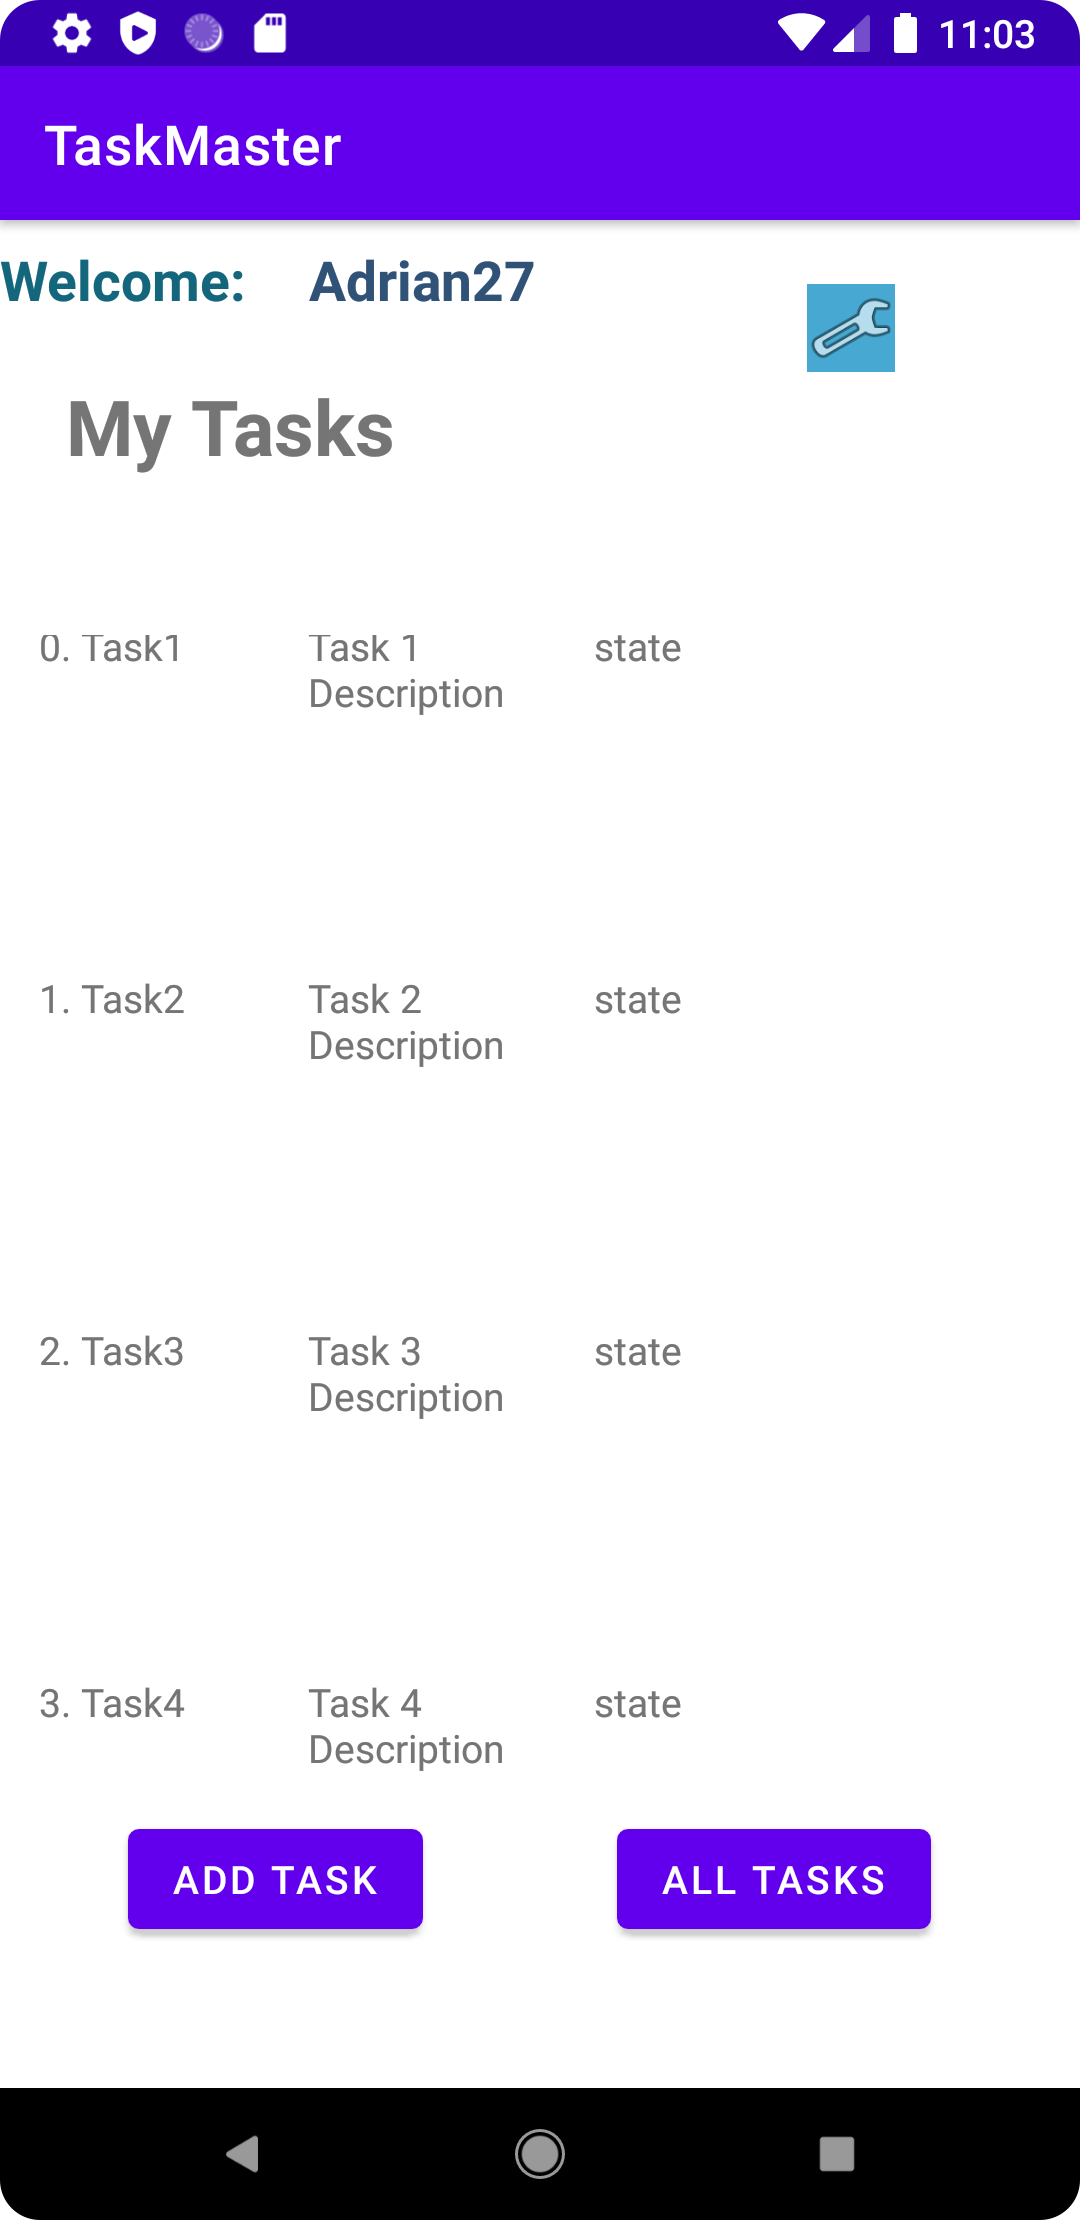 11:03
TaskMaster
Welcome: Adrian27
My Tasks
0. Task1 Task 1 state
Description
1. Task2 Task 2 state
Description
2. Task3 Task 3 state
Description
3. Task4 Task 4 state
Description
ADD TASK ALL TASKS